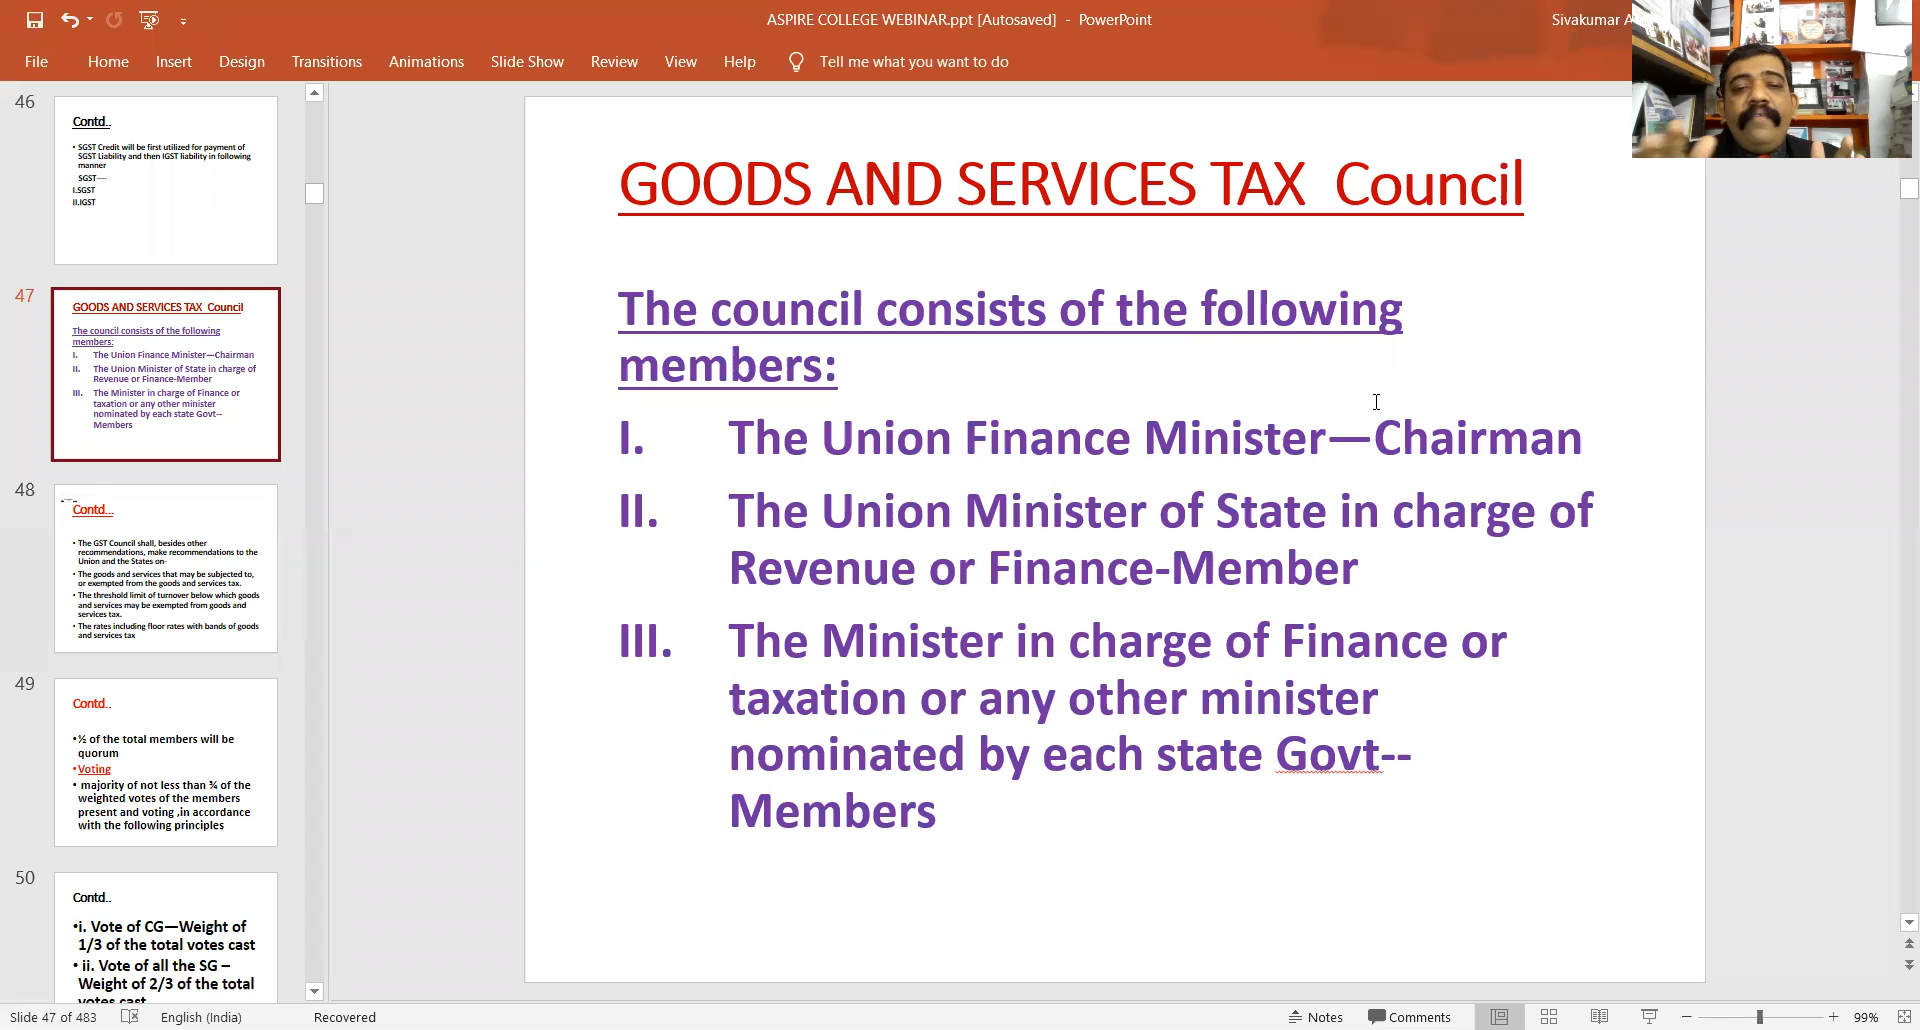 ASPIRE COLLEGE WEBINAR.ppt [Autosaved] - PowerPoint
Sivakumar A
File Home Insert Design Transitions Animations Slide Show Review View Help Tell me what you want to do
46
Contd..
• SGST Credit will be first utilized for payment of
SGST Liability and then IGST liability in following
manner
SGST----
I.SGST
II.IGST
47
GOODS AND SERVICES TAX Council
The council consists of the following
members:
I. The Union Finance Minister—Chairman
II. The Union Minister of State in charge of
Revenue or Finance-Member
III. The Minister in charge of Finance or
taxation or any other minister
nominated by each state Govt--
Members
48
Contd...
• The GST Council shall, besides other
recommendations, make recommendations to the
Union and the States on-
• The goods and services that may be subjected to,
or exempted from the goods and services tax.
• The threshold limit of turnover below which goods
and services may be exempted from goods and
services tax.
• The rates including floor rates with bands of goods
and services tax
49
Contd..
•½ of the total members will be
quorum
•Voting
• majority of not less than ¾ of the
weighted votes of the members
present and voting ,in accordance
with the following principles
50
Contd..
•i. Vote of CG—Weight of
1/3 of the total votes cast
• ii. Vote of all the SG –
Weight of 2/3 of the total
votes cast
GOODS AND SERVICES TAX Council
The council consists of the following
members:
I. The Union Finance Minister—Chairman
II. The Union Minister of State in charge of
Revenue or Finance-Member
III. The Minister in charge of Finance or
taxation or any other minister
nominated by each state Govt--
Members
Slide 47 of 483 English (India) Recovered Notes Comments 99%